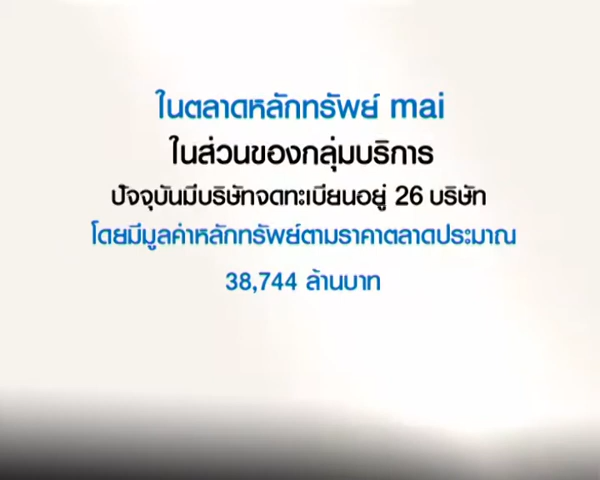 ในตลาดหลักทรัพย์ mai
ในส่วนของกลุ่มบริการ
ปัจจุบันมีบริษัทจดทะเบียนอยู่ 26 บริษัท
โดยมีมูลค่าหลักทรัพย์ตามราคาตลาดประมาณ
38,744 ล้านบาท